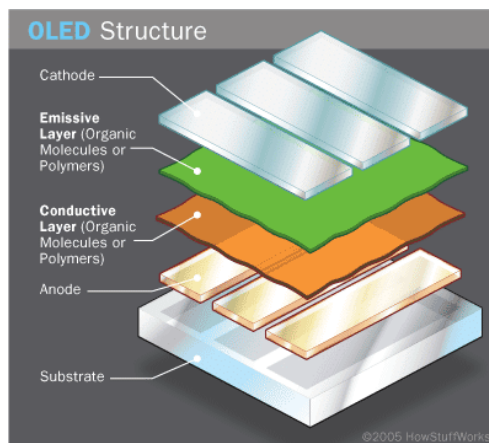 OLED Structure
Cathode
Emissive
Layer (Organic
Molecules or
Polymers)
Conductive
Layer (Organic
Molecules or
Polymers)
Anode
Substrate
©2005 HowStuffWorks